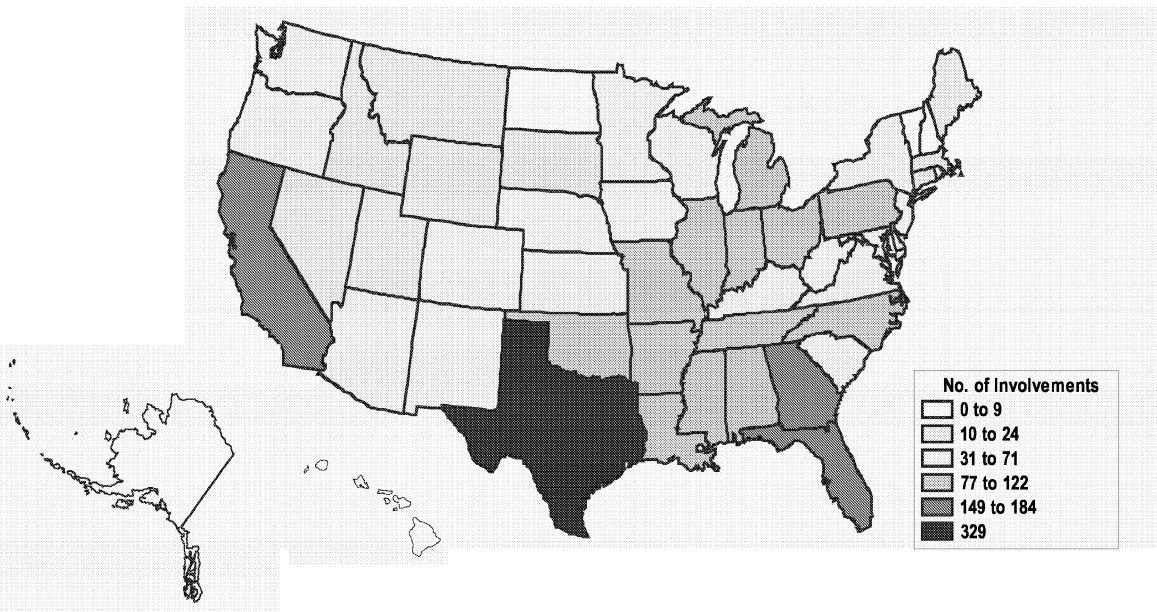 No. of Involvements
0 to 9
10 to 24
31 to 71
77 to 122
149 to 184
329